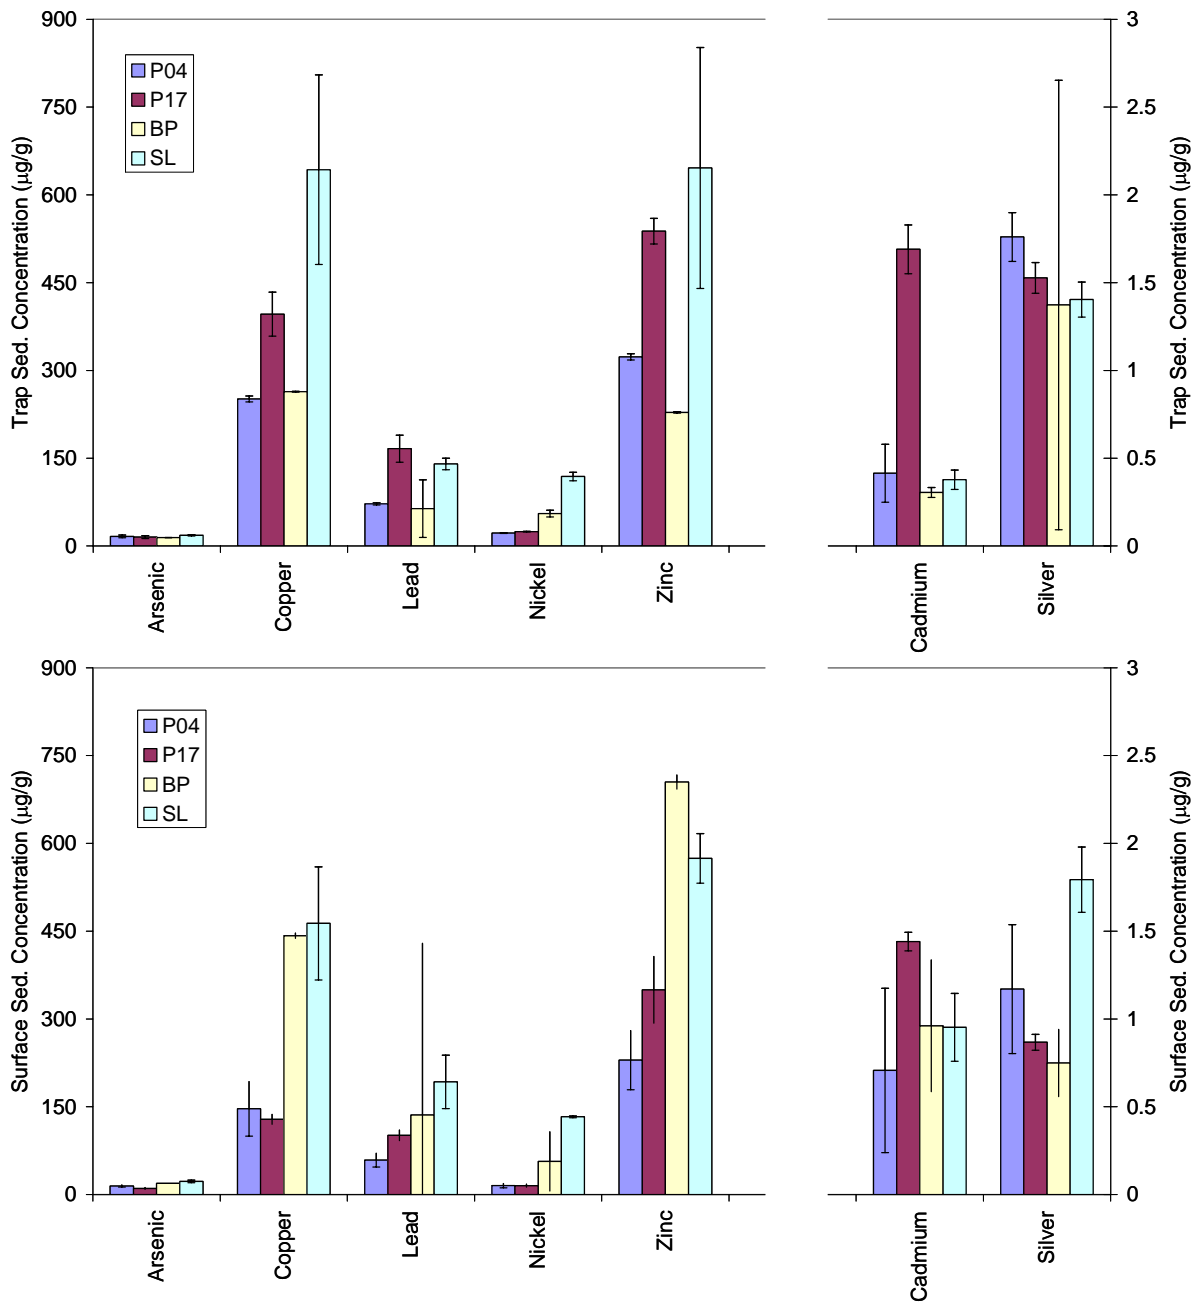 900
750
600
450
300
150
0
Trap Sed. Concentration (µg/g)
P04
P17
BP
SL
Arsenic
Copper
Lead
Nickel
Zinc
Cadmium
Silver
3
2.5
2
1.5
1
0.5
0
Trap Sed. Concentration (µg/g)
900
750
600
450
300
150
0
Surface Sed. Concentration (µg/g)
P04
P17
BP
SL
Arsenic
Copper
Lead
Nickel
Zinc
Cadmium
Silver
3
2.5
2
1.5
1
0.5
0
Surface Sed. Concentration (µg/g)